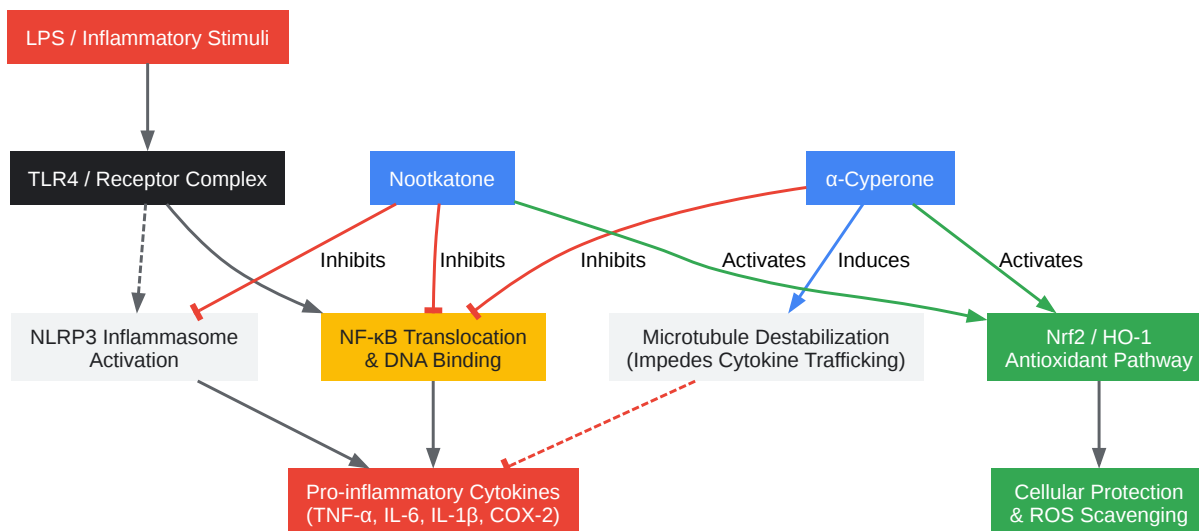 LPS / Inflammatory Stimuli
TLR4 / Receptor Complex
Nootkatone
α-Cyperone
Inhibits
Inhibits
Inhibits
Activates
Induces
Activates
NLRP3 Inflammasome
Activation
NF-κB Translocation
& DNA Binding
Microtubule Destabilization
(Impedes Cytokine Trafficking)
Nrf2 / HO-1
Antioxidant Pathway
Pro-inflammatory Cytokines
(TNF-α, IL-6, IL-1β, COX-2)
Cellular Protection
& ROS Scavenging